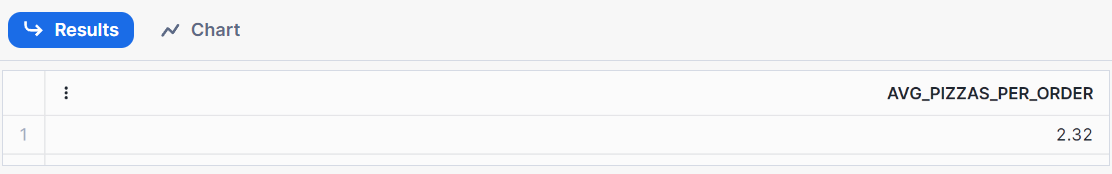 Results Chart
AVG_PIZZAS_PER_ORDER
1 2.32